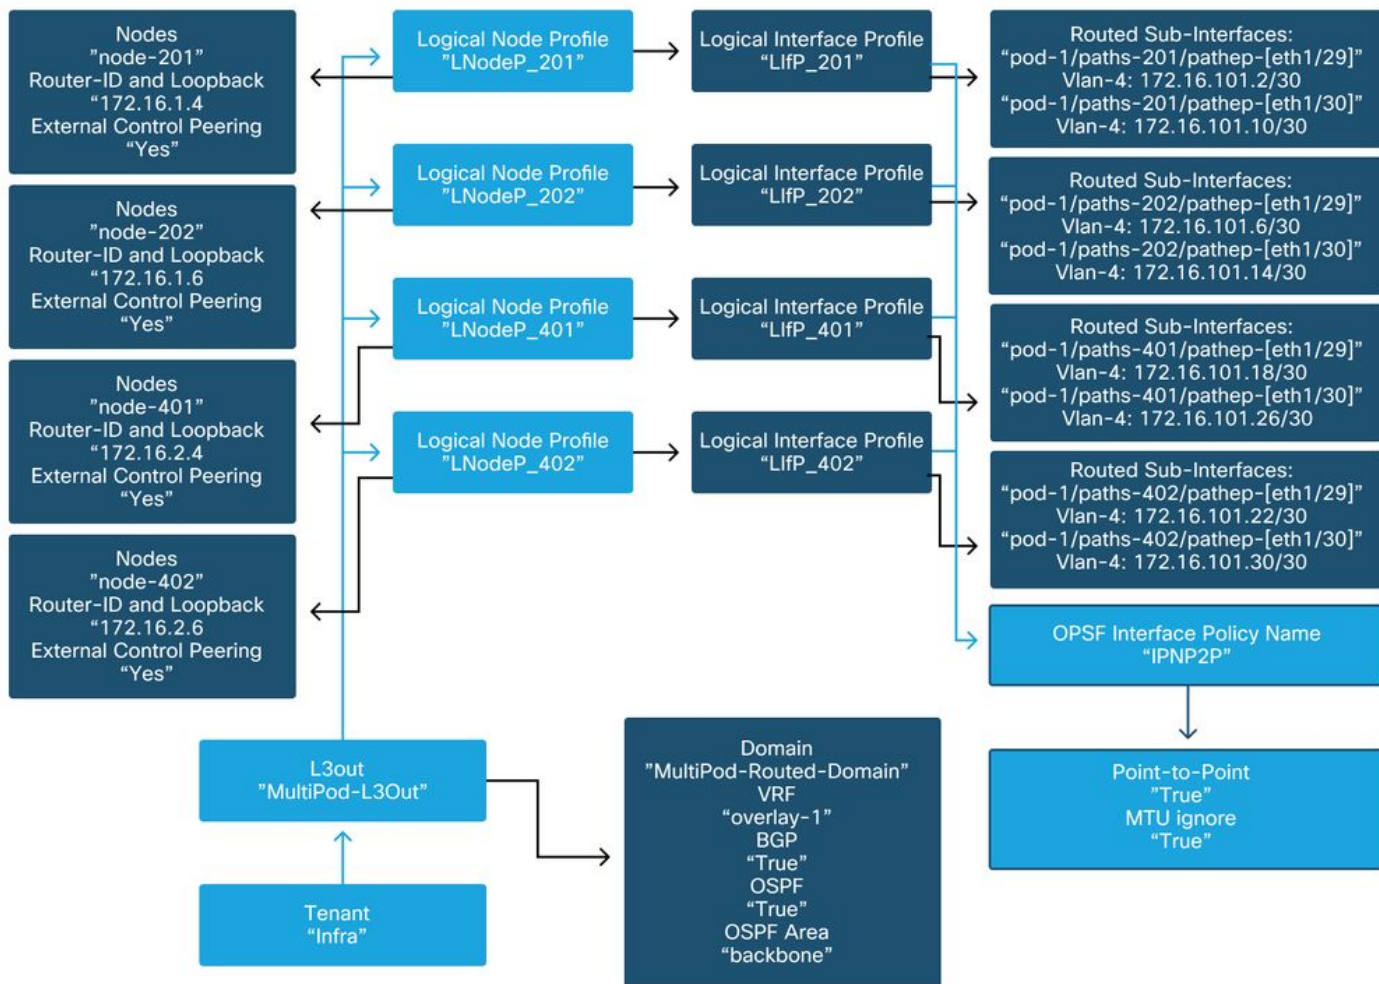 Nodes
"node-201"
Router-ID and Loopback
“172.16.1.4
External Control Peering
“Yes”
Nodes
"node-202"
Router-ID and Loopback
“172.16.1.6
External Control Peering
“Yes”
Nodes
"node-401"
Router-ID and Loopback
“172.16.2.4
External Control Peering
“Yes”
Nodes
"node-402"
Router-ID and Loopback
“172.16.2.6
External Control Peering
“Yes”
Logical Node Profile
"LNodeP_201”
Logical Node Profile
"LNodeP_202”
Logical Node Profile
"LNodeP_401”
Logical Node Profile
"LNodeP_402”
Logical Interface Profile
"LIfP_201”
Logical Interface Profile
"LIfP_202”
Logical Interface Profile
"LIfP_401”
Logical Interface Profile
"LIfP_402”
Routed Sub-Interfaces:
“pod-1/paths-201/pathep-[eth1/29]”
Vlan-4: 172.16.101.2/30
“pod-1/paths-201/pathep-[eth1/30]”
Vlan-4: 172.16.101.10/30
Routed Sub-Interfaces:
“pod-1/paths-202/pathep-[eth1/29]”
Vlan-4: 172.16.101.6/30
“pod-1/paths-202/pathep-[eth1/30]”
Vlan-4: 172.16.101.14/30
Routed Sub-Interfaces:
“pod-1/paths-401/pathep-[eth1/29]”
Vlan-4: 172.16.101.18/30
“pod-1/paths-401/pathep-[eth1/30]”
Vlan-4: 172.16.101.26/30
Routed Sub-Interfaces:
“pod-1/paths-402/pathep-[eth1/29]”
Vlan-4: 172.16.101.22/30
“pod-1/paths-402/pathep-[eth1/30]”
Vlan-4: 172.16.101.30/30
OPSF Interface Policy Name
“IPNP2P”
Point-to-Point
"True”
MTU ignore
“True”
L3out
”MultiPod-L3Out”
Tenant
“Infra”
Domain
"MultiPod-Routed-Domain”
VRF
“overlay-1”
BGP
“True”
OSPF
“True”
OSPF Area
“backbone”